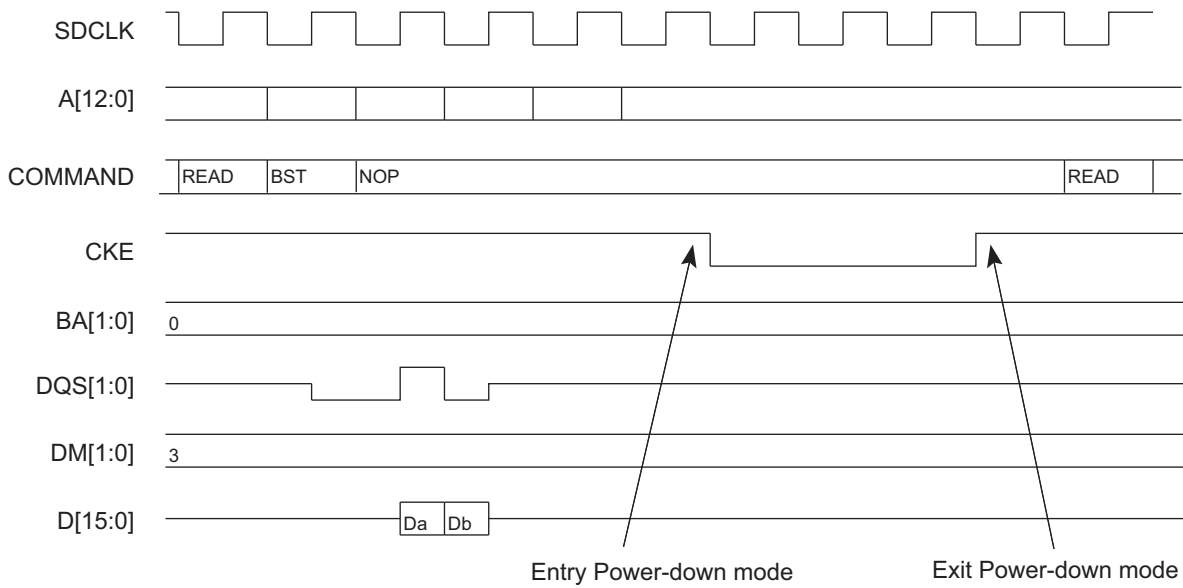 SDCLK
A[12:0]
COMMAND READ BST NOP READ
CKE
BA[1:0] 0
DQS[1:0]
DM[1:0] 3
D[15:0] Da Db
Entry Power-down mode Exit Power-down mode